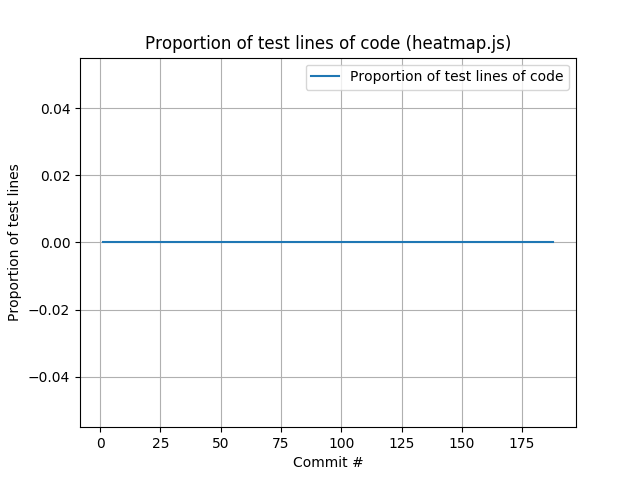 Proportion of test lines of code (heatmap.js)
Proportion of test lines of code
Proportion of test lines
0.04
0.02
0.00
−0.02
−0.04
0 25 50 75 100 125 150 175
Commit #